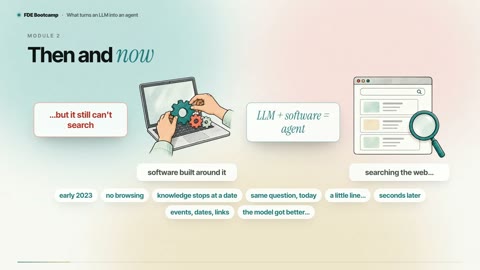 FDE Bootcamp · What turns an LLM into an agent
MODULE 2
Then and now
...but it still can't
search
LLM + software =
agent
software built around it
searching the web...
early 2023
no browsing
knowledge stops at a date
same question, today
a little line...
seconds later
events, dates, links
the model got better...